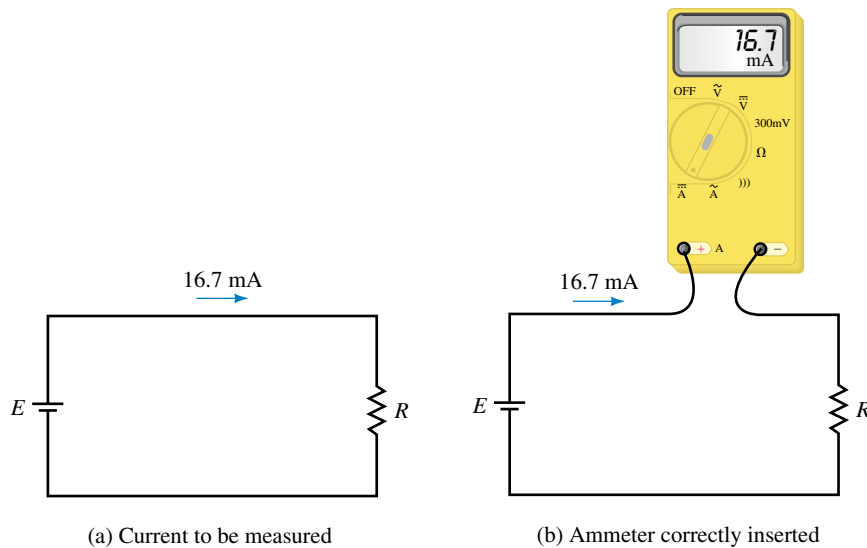 16.7
mA
OFF
Ṽ
V
300mV
Ω
)))
A
Ã
+ A
−
16.7 mA
E
R
16.7 mA
E
R
(a) Current to be measured
(b) Ammeter correctly inserted